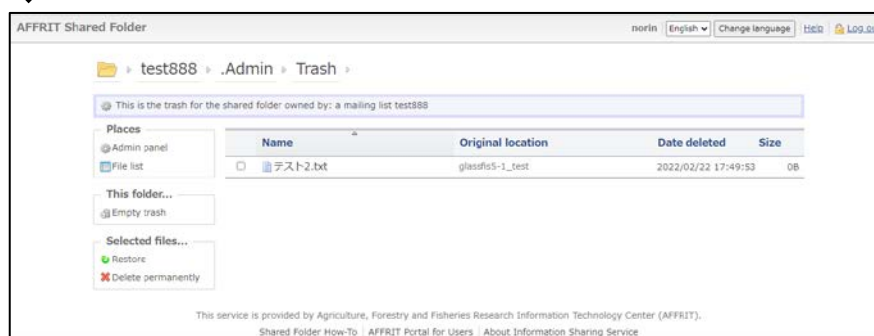 AFFRIT Shared Folder
norin English Change language Help Log o
test888 .Admin Trash
This is the trash for the shared folder owned by: a mailing list test888
Places
Admin panel
File list
This folder...
Empty trash
Selected files...
Restore
Delete permanently
Name Original location Date deleted Size
テスト2.txt glassfis5-1_test 2022/02/22 17:49:53 0B
This service is provided by Agriculture, Forestry and Fisheries Research Information Technology Center (AFFRIT).
Shared Folder How-To AFFRIT Portal for Users About Information Sharing Service